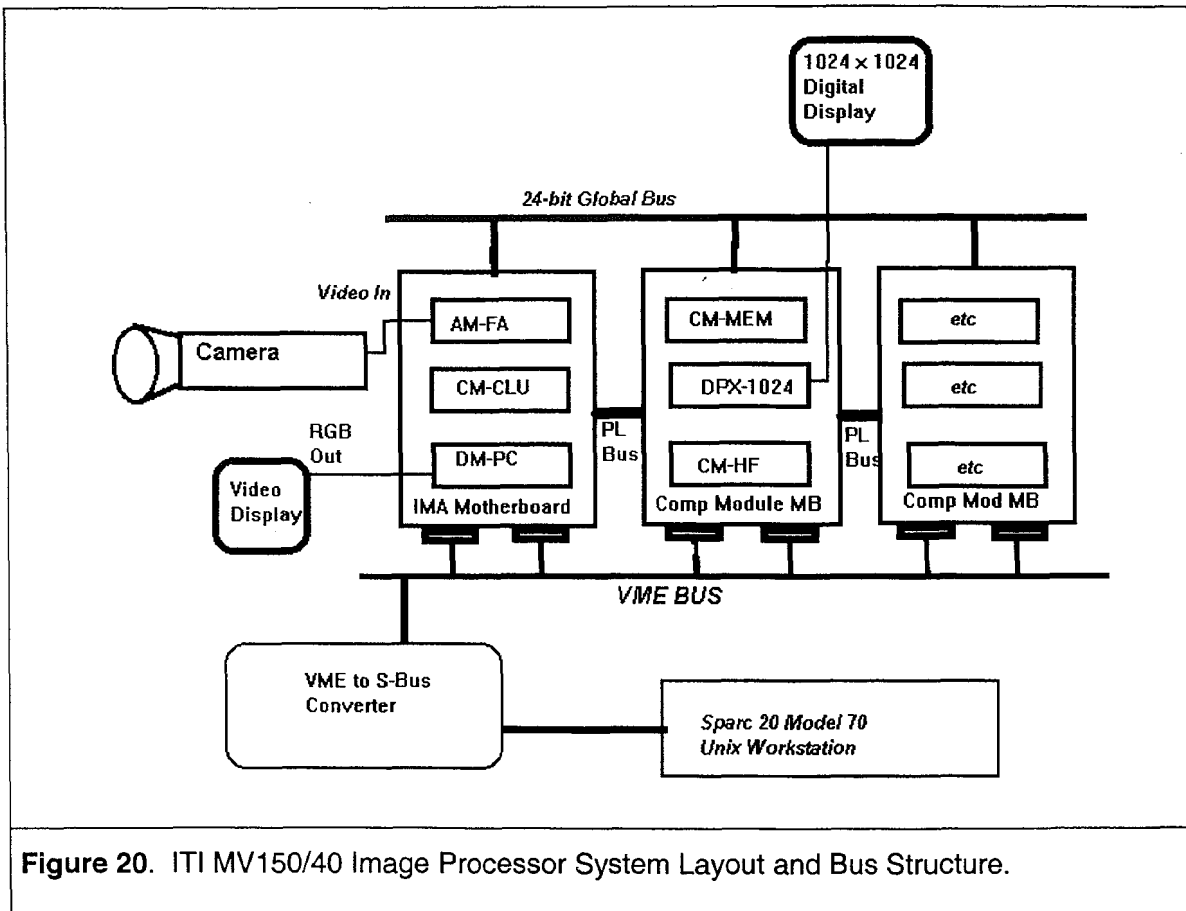 1024 × 1024
Digital
Display
24-bit Global Bus
Video In
Camera
AM-FA
CM-CLU
RGB
Out
DM-PC
Video
Display
IMA Motherboard
PL
Bus
CM-MEM
DPX-1024
CM-HF
Comp Module MB
PL
Bus
etc
etc
etc
Comp Mod MB
VME BUS
VME to S-Bus
Converter
Sparc 20 Model 70
Unix Workstation
Figure 20. ITI MV150/40 Image Processor System Layout and Bus Structure.